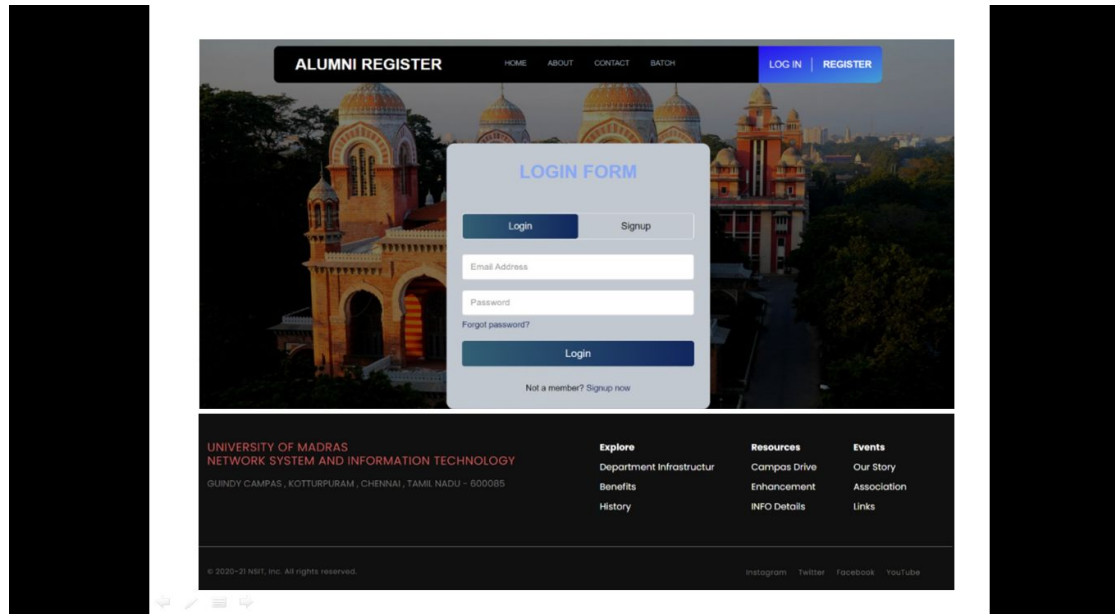 ALUMNI REGISTER
HOME ABOUT CONTACT BATCH
LOG IN | REGISTER
LOGIN FORM
Login Signup
Email Address
Password
Forgot password?
Login
Not a member? Signup now
UNIVERSITY OF MADRAS
NETWORK SYSTEM AND INFORMATION TECHNOLOGY
GUINDY CAMPAS , KOTTURPURAM , CHENNAI , TAMIL NADU - 600085
Explore
Department Infrastructur
Benefits
History
Resources
Campas Drive
Enhancement
INFO Details
Events
Our Story
Association
Links
© 2020-21 NSIT, Inc. All rights reserved.
Instagram Twitter Facebook YouTube